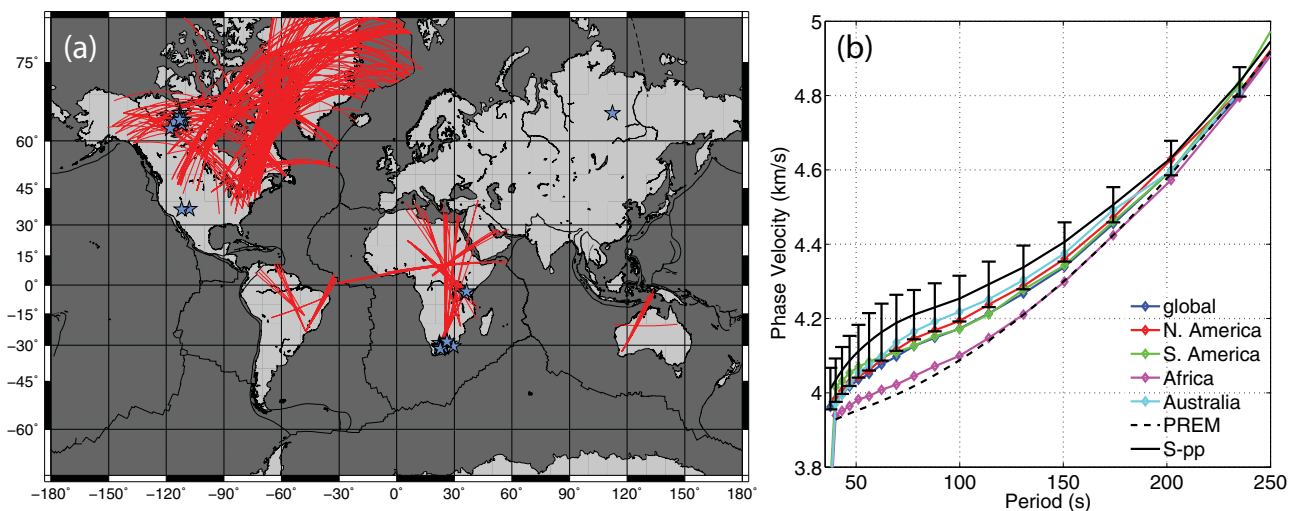 (a)
75°
60°
45°
30°
15°
0°
−15°
−30°
−45°
−60°
−180° −150° −120° −90° −60° −30° 0° 30° 60° 90° 120° 150° 180°
(b)
Phase Velocity (km/s)
5
4.8
4.6
4.4
4.2
4
3.8
50 100 150 200 250
Period (s)
global
N. America
S. America
Africa
Australia
PREM
S-pp